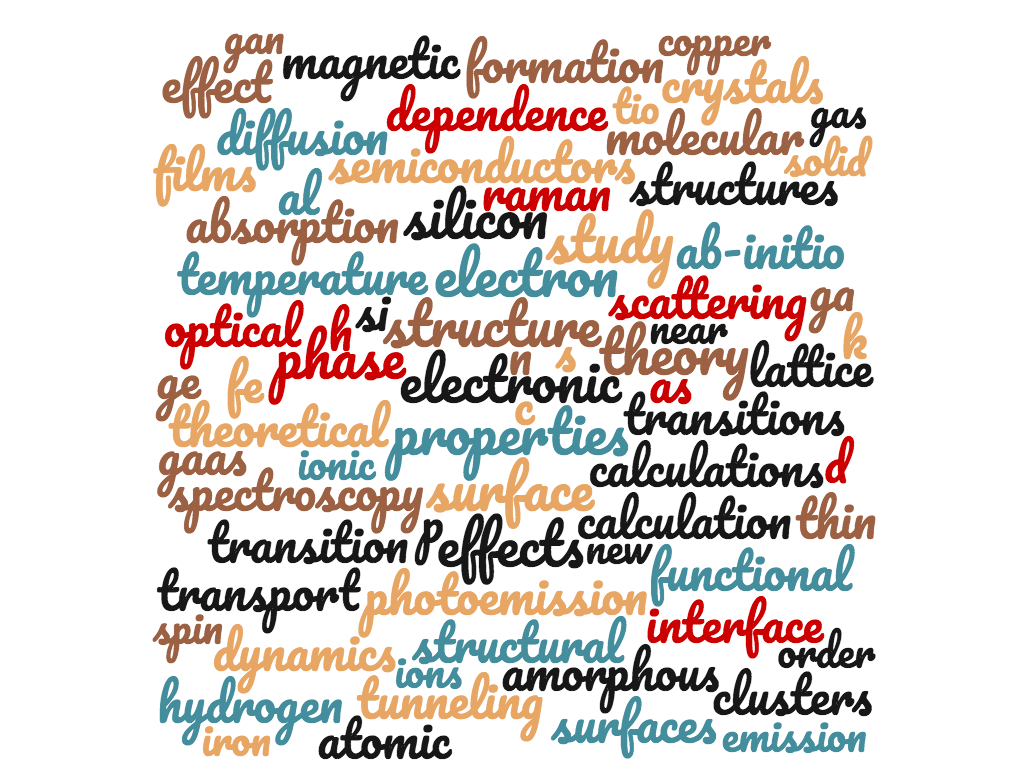 gan magnetic formation copper
effect crystals
dependence tio gas
diffusion molecular
films semiconductors solid
al raman structures
absorption silicon
study ab-initio
temperature electron
scattering ga
optical h si structure near k
phase n s theory lattice
ge fe electronic as
theoretical c transitions
properties
gaas ionic calculations d
spectroscopy surface
calculation thin
transition p effects new
functional
transport photoemission
spin interface
dynamics structural order
ions amorphous
hydrogen tunneling clusters
iron atomic surfaces emission